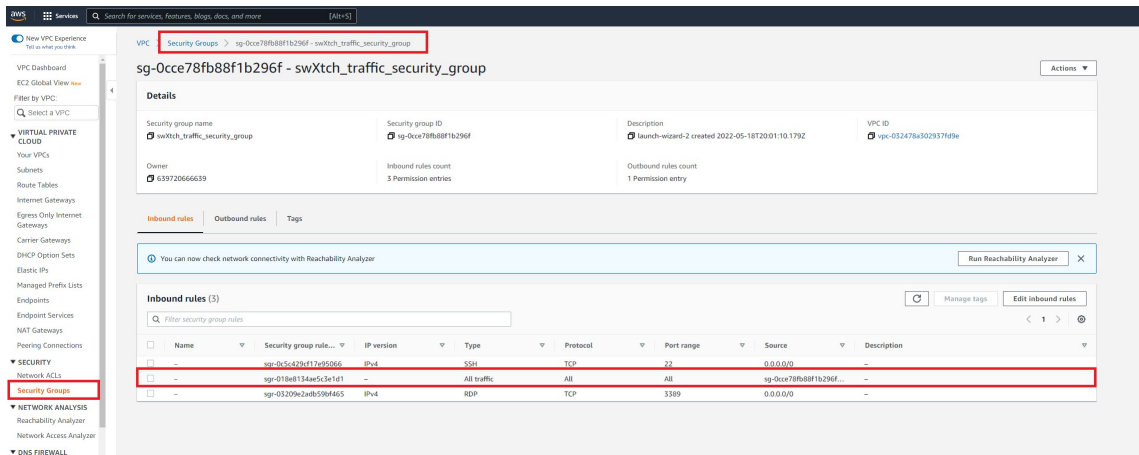 aws Services Search for services, features, blogs, docs, and more [Alt+S]
New VPC Experience
Tell us what you think
VPC Dashboard
EC2 Global View New
Filter by VPC:
Select a VPC
VIRTUAL PRIVATE CLOUD
Your VPCs
Subnets
Route Tables
Internet Gateways
Egress Only Internet Gateways
Carrier Gateways
DHCP Option Sets
Elastic IPs
Managed Prefix Lists
Endpoints
Endpoint Services
NAT Gateways
Peering Connections
SECURITY
Network ACLs
Security Groups
NETWORK ANALYSIS
Reachability Analyzer
Network Access Analyzer
DNS FIREWALL
VPC > Security Groups > sg-0cce78fb88f1b296f - swXtch_traffic_security_group
sg-0cce78fb88f1b296f - swXtch_traffic_security_group Actions
Details
Security group name Security group ID Description VPC ID
swXtch_traffic_security_group sg-0cce78fb88f1b296f launch-wizard-2 created 2022-05-18T20:01:10.179Z vpc-032478a302937fd9e
Owner Inbound rules count Outbound rules count
639720666639 3 Permission entries 1 Permission entry
Inbound rules Outbound rules Tags
You can now check network connectivity with Reachability Analyzer Run Reachability Analyzer
Inbound rules (3) Manage tags Edit inbound rules
Filter security group rules 1
Name Security group rule... IP version Type Protocol Port range Source Description
– sgr-0c5c429cf17e95066 IPv4 SSH TCP 22 0.0.0.0/0 –
– sgr-018e8134ae5c3e1d1 – All traffic All All sg-0cce78fb88f1b296f... –
– sgr-03209e2adb59bf465 IPv4 RDP TCP 3389 0.0.0.0/0 –